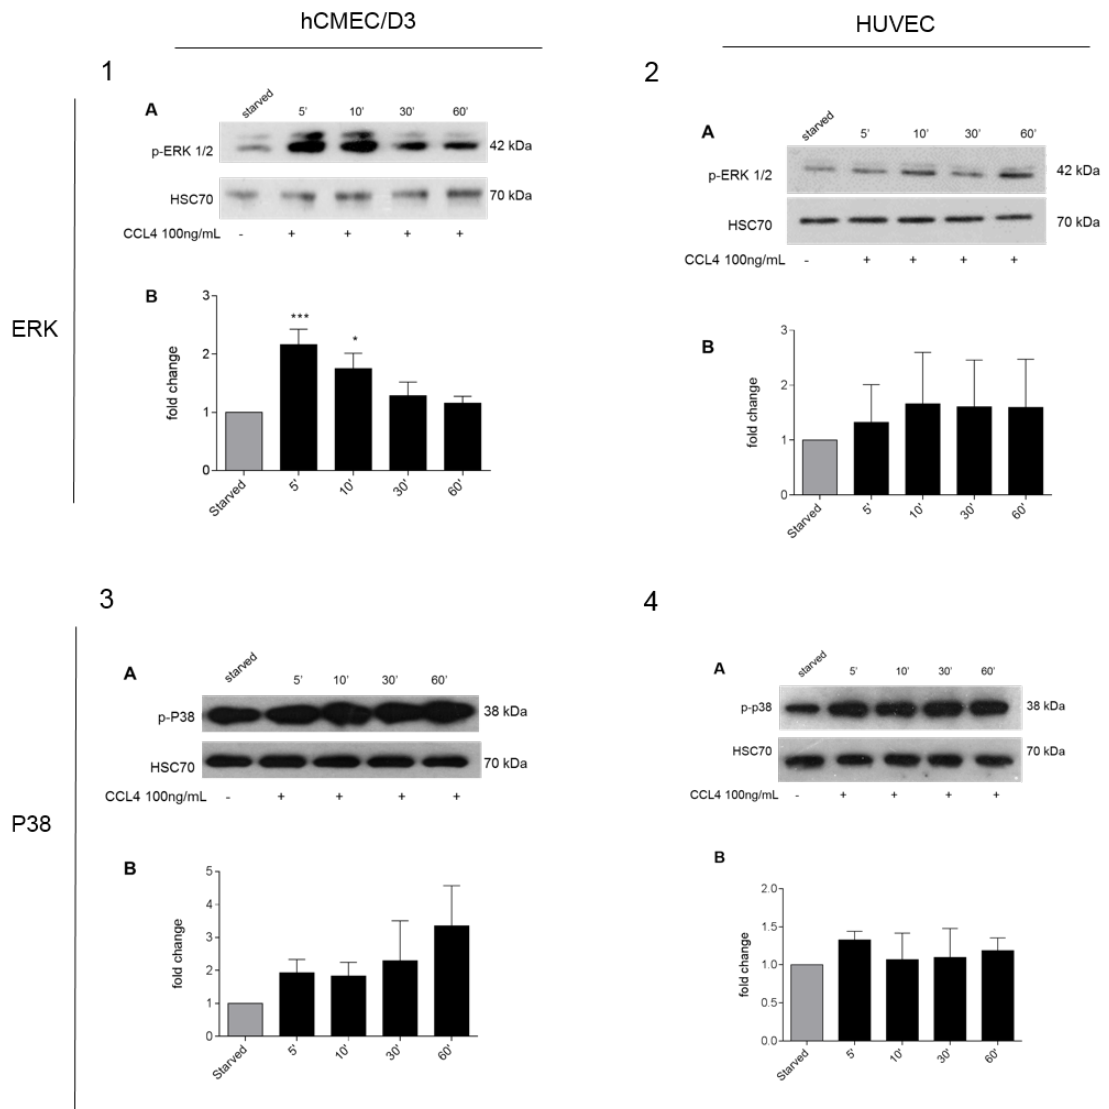 hCMEC/D3
HUVEC
ERK
P38
1
A
starved 5' 10' 30' 60'
p-ERK 1/2 42 kDa
HSC70 70 kDa
CCL4 100ng/mL - + + + +
B
3
2
1
0
fold change
***
*
Starved 5' 10' 30' 60'
2
A
starved 5' 10' 30' 60'
p-ERK 1/2 42 kDa
HSC70 70 kDa
CCL4 100ng/mL - + + + +
B
3
2
1
0
fold change
Starved 5' 10' 30' 60'
3
A
starved 5' 10' 30' 60'
p-P38 38 kDa
HSC70 70 kDa
CCL4 100ng/mL - + + + +
B
5
4
3
2
1
0
fold change
Starved 5' 10' 30' 60'
4
A
starved 5' 10' 30' 60'
p-p38 38 kDa
HSC70 70 kDa
CCL4 100ng/mL - + + + +
B
2.0
1.5
1.0
0.5
0.0
fold change
Starved 5' 10' 30' 60'